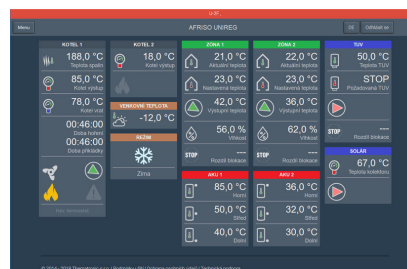 U-3F...
Menu
AFRISO UNIREG
DE
Odhlásit se
KOTEL 1
188,0 °C
Teplota spalin
85,0 °C
Kotel výstup
78,0 °C
Kotel vrat
00:46:00
Doba hoření
00:46:00
Doba přikládky
KOTEL 2
18,0 °C
Kotel výstup
VENKOVNÍ TEPLOTA
-12,0 °C
REŽIM
Zima
ZÓNA 1
21,0 °C
Aktuální teplota
23,0 °C
Nastavená teplota
42,0 °C
Výstupní teplota
56,0 %
Vlhkost
STOP
---
Rozdíl blokace
ZÓNA 2
22,0 °C
Aktuální teplota
23,0 °C
Nastavená teplota
36,0 °C
Výstupní teplota
62,0 %
Vlhkost
STOP
---
Rozdíl blokace
AKU 1
85,0 °C
Horní
50,0 °C
Střed
40,0 °C
Dolní
AKU 2
36,0 °C
Horní
32,0 °C
Střed
30,0 °C
Dolní
TUV
50,0 °C
Teplota TUV
STOP
Požadovaná TUV
STOP
---
Rozdíl blokace
SOLÁR
67,0 °C
Teplota kolektoru